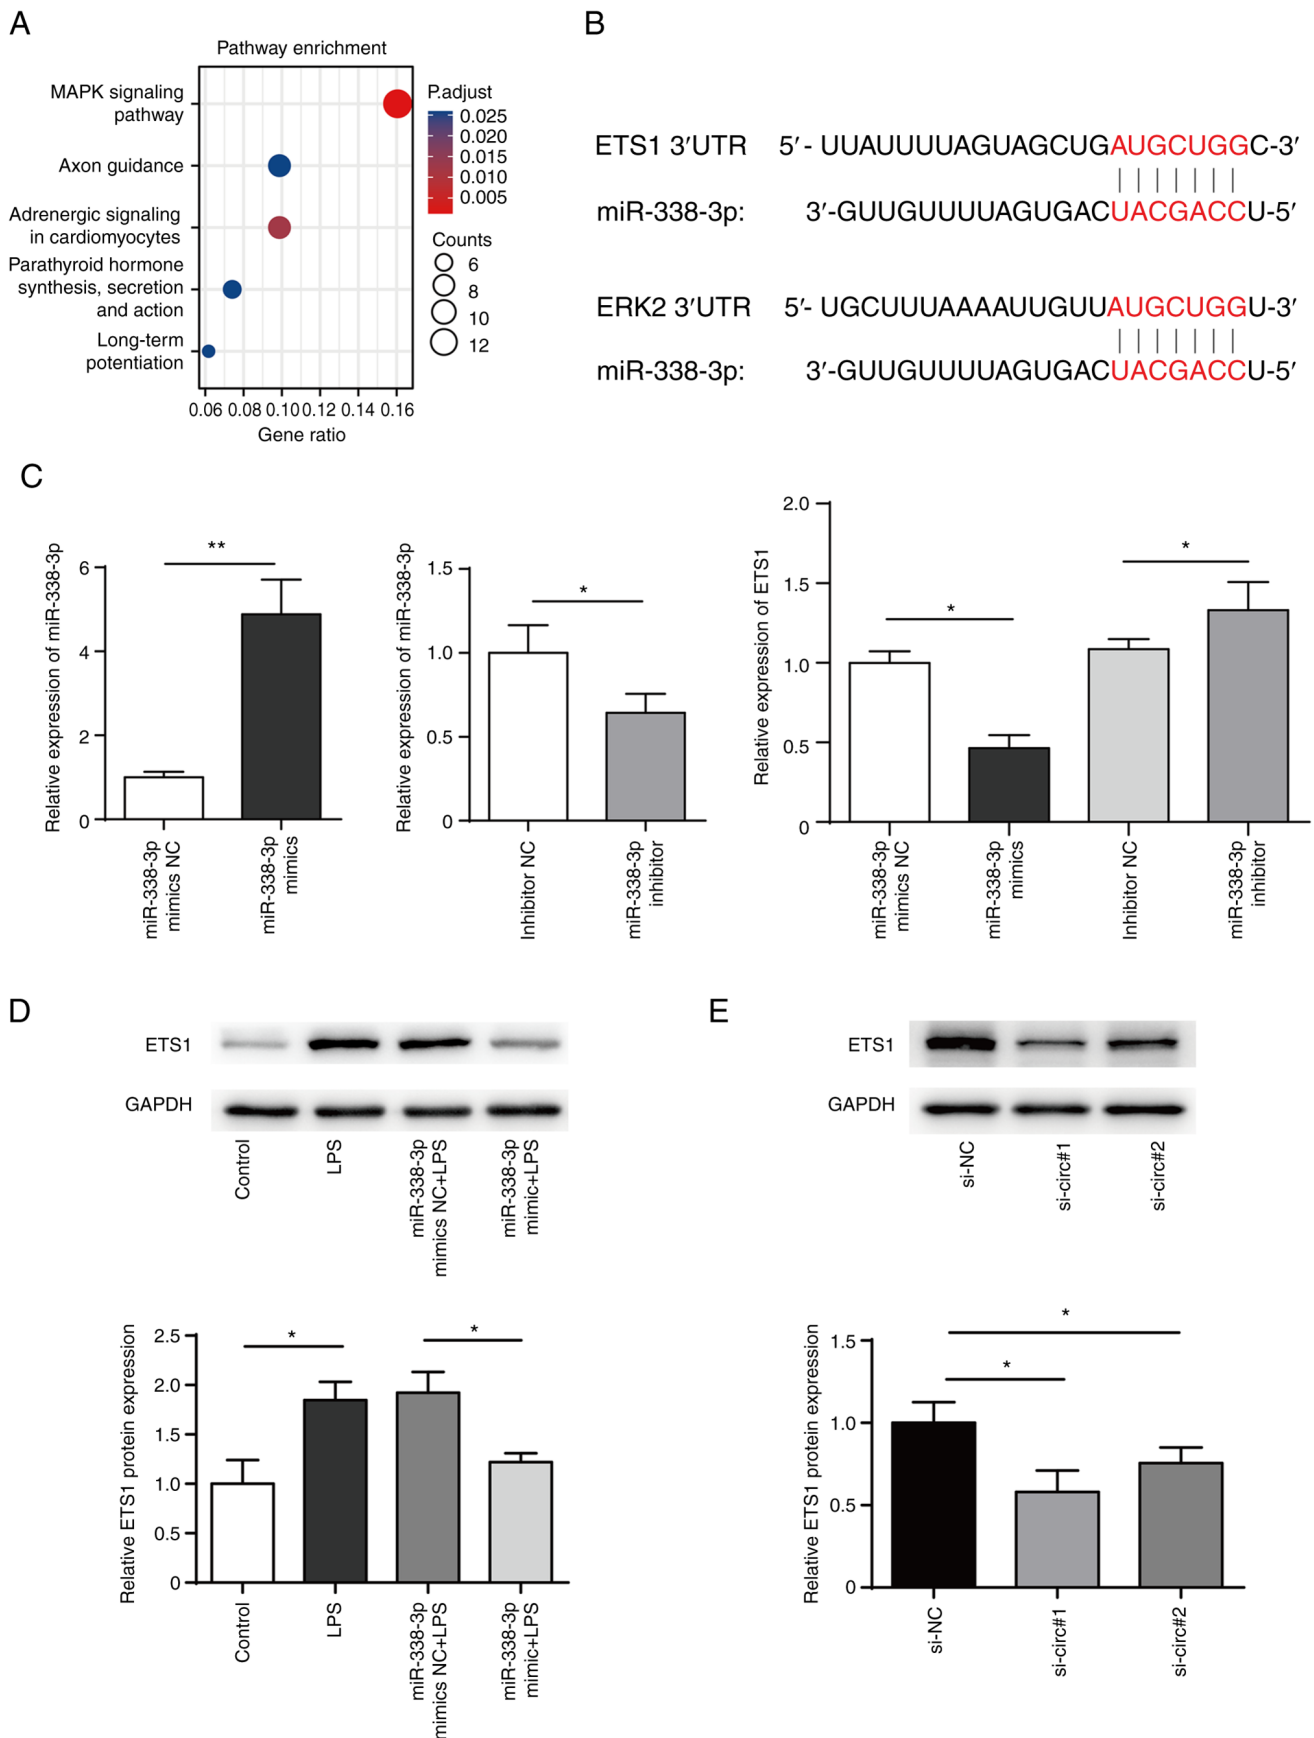 A
Pathway enrichment
MAPK signaling
pathway
Axon guidance
Adrenergic signaling
in cardiomyocytes
Parathyroid hormone
synthesis, secretion
and action
Long-term
potentiation
0.06 0.08 0.10 0.12 0.14 0.16
Gene ratio
P.adjust
0.025
0.020
0.015
0.010
0.005
Counts
6
8
10
12
B
ETS1 3′UTR 5′- UUAUUUUAGUAGCUGAUGCUGGC-3′
miR-338-3p: 3′-GUUGUUUUAGUGACUACGACCU-5′
ERK2 3′UTR 5′- UGCUUUAAAAUUGUUAUGCUGGU-3′
miR-338-3p: 3′-GUUGUUUUAGUGACUACGACCU-5′
C
Relative expression of miR-338-3p
6
4
2
0
**
miR-338-3p
mimics NC
miR-338-3p
mimics
Relative expression of miR-338-3p
1.5
1.0
0.5
0
*
Inhibitor NC
miR-338-3p
inhibitor
Relative expression of ETS1
2.0
1.5
1.0
0.5
0
*
*
miR-338-3p
mimics NC
miR-338-3p
mimics
Inhibitor NC
miR-338-3p
inhibitor
D
ETS1
GAPDH
Control
LPS
miR-338-3p
mimics NC+LPS
miR-338-3p
mimic+LPS
Relative ETS1 protein expression
2.5
2.0
1.5
1.0
0.5
0
*
*
Control
LPS
miR-338-3p
mimics NC+LPS
miR-338-3p
mimic+LPS
E
ETS1
GAPDH
si-NC
si-circ#1
si-circ#2
Relative ETS1 protein expression
1.5
1.0
0.5
0
*
*
si-NC
si-circ#1
si-circ#2